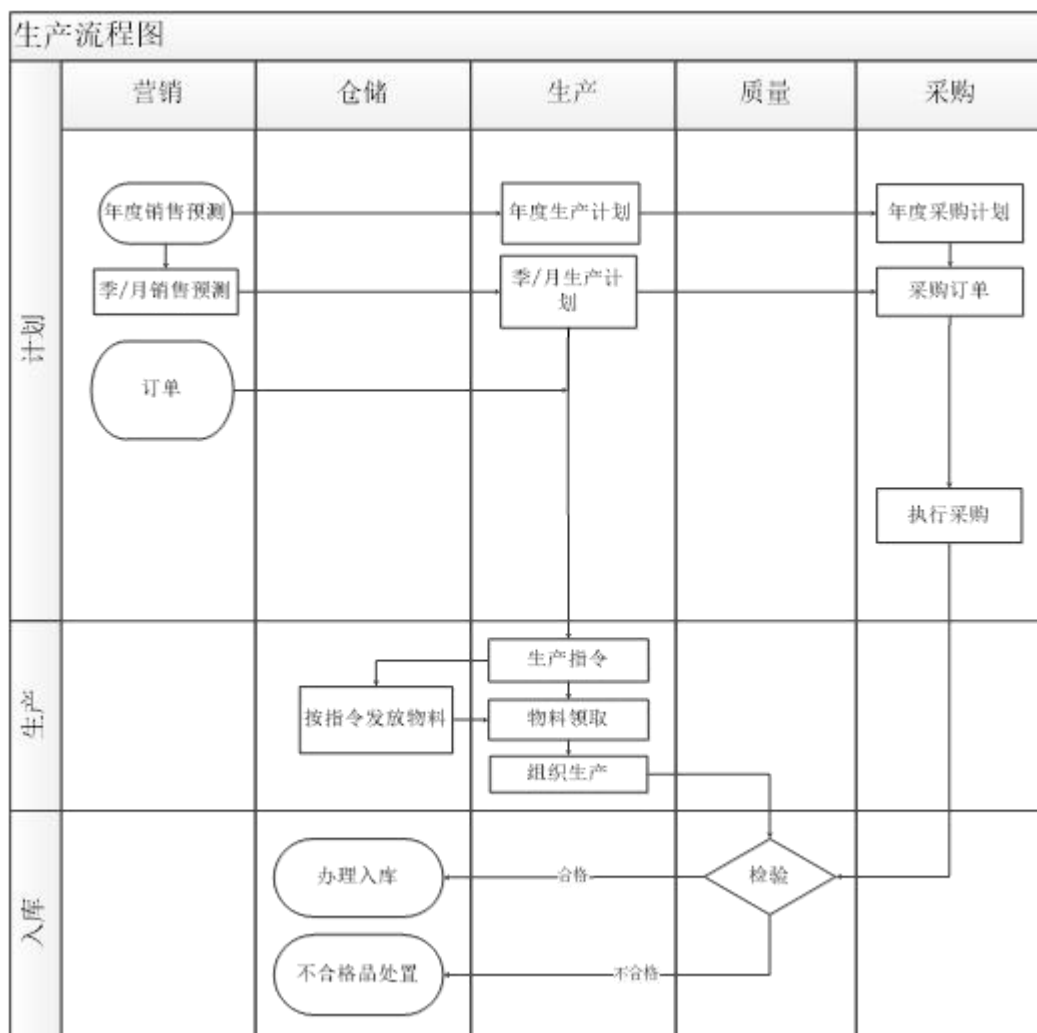 生产流程图
营销
仓储
生产
质量
采购
计划
年度销售预测
年度生产计划
年度采购计划
季/月销售预测
季/月生产计
划
采购订单
订单
执行采购
生产
生产指令
按指令发放物料
物料领取
组织生产
入库
办理入库
合格
检验
不合格品处置
不合格